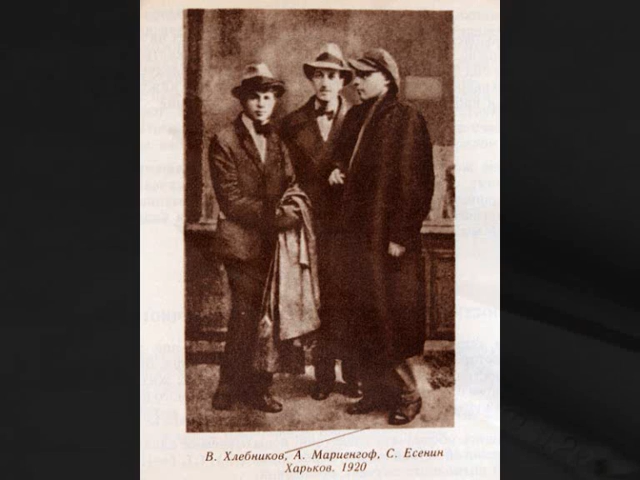 В. Хлебников, А. Мариенгоф, С. Есенин
Харьков. 1920